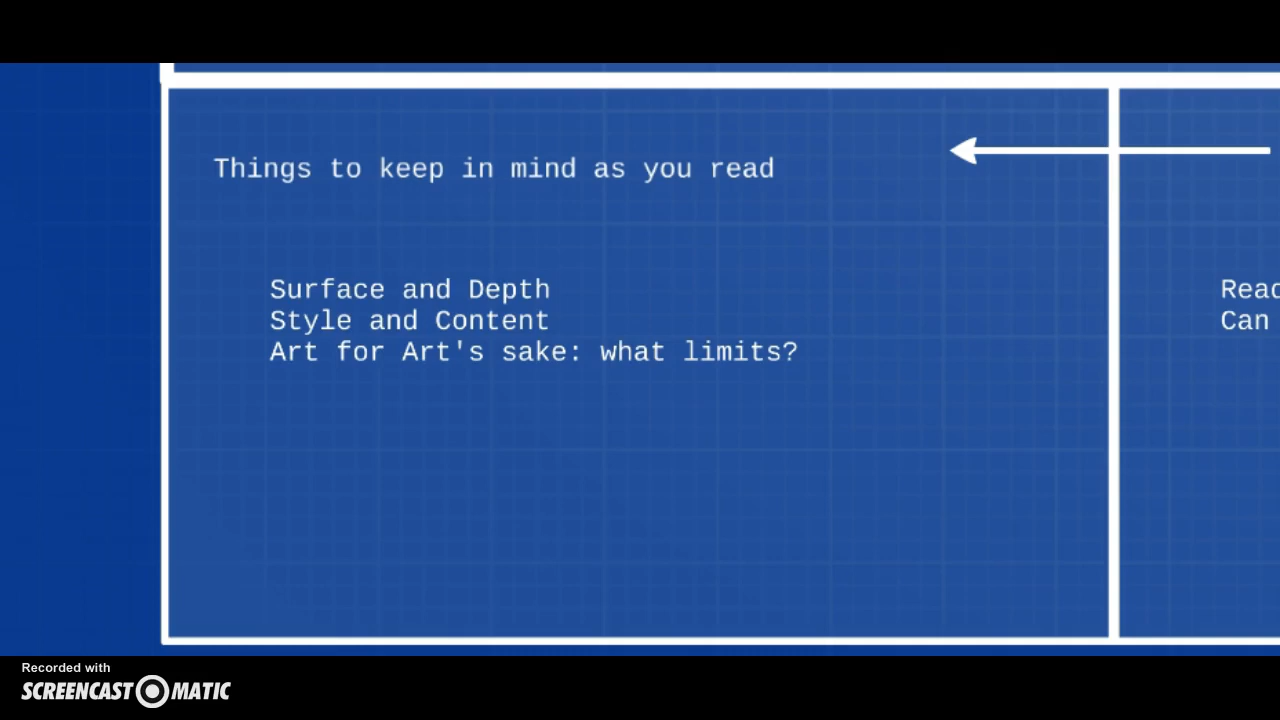 Things to keep in mind as you read
Surface and Depth
Style and Content
Art for Art's sake: what limits?
Can
Recorded with
SCREENCAST MATIC